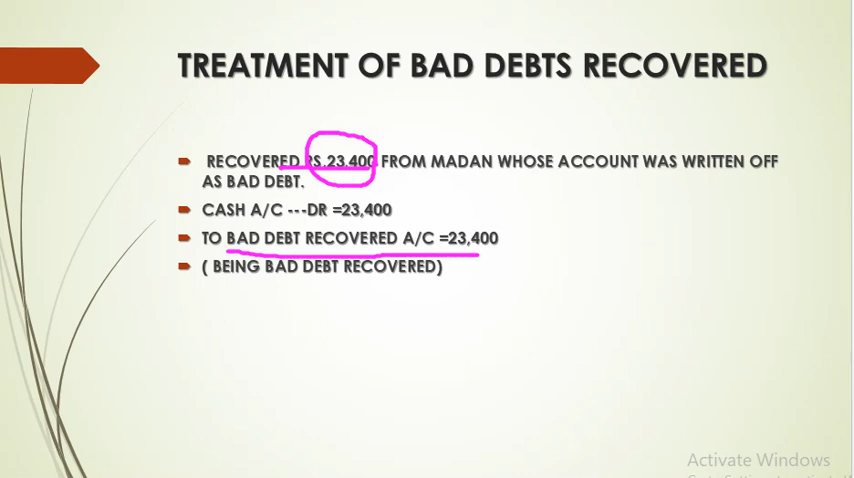 TREATMENT OF BAD DEBTS RECOVERED
RECOVERED RS.23,400 FROM MADAN WHOSE ACCOUNT WAS WRITTEN OFF
AS BAD DEBT.
CASH A/C ---DR =23,400
TO BAD DEBT RECOVERED A/C =23,400
( BEING BAD DEBT RECOVERED)
Activate Windows